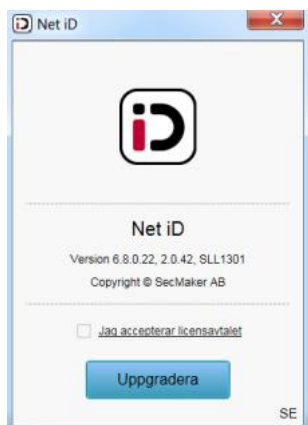 Net iD
iD
Net iD
Version 6.8.0.22, 2.0.42, SLL1301
Copyright © SecMaker AB
Jag accepterar licensavtalet
Uppgradera
SE